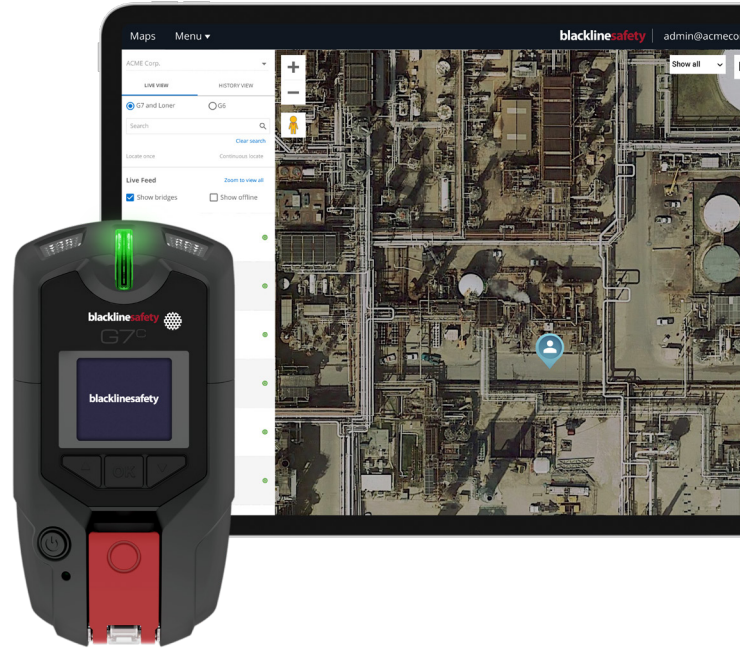 Maps Menu
blacklinesafety admin@acmeco
ACME Corp.
Show all
LIVE VIEW HISTORY VIEW
G7 and Loner G6
Search
Clear search
Locate once Continuous locate
Live Feed Zoom to view all
Show bridges Show offline
blacklinesafety
G7c
blacklinesafety
OK